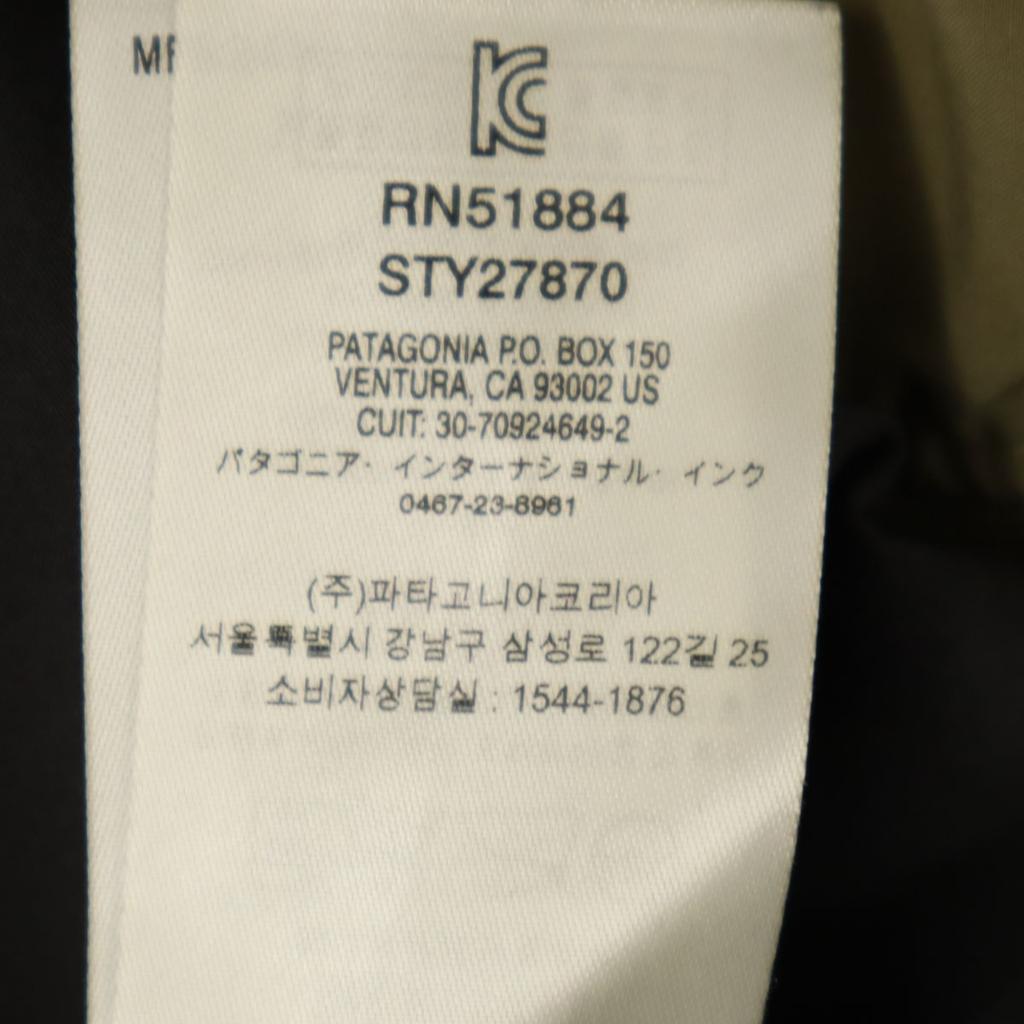 MF
KC
RN51884
STY27870
PATAGONIA P.O. BOX 150
VENTURA, CA 93002 US
CUIT: 30-70924649-2
パタゴニア・インターナショナル・インク
0467-23-8961
(주)파타고니아코리아
서울특별시 강남구 삼성로 122길 25
소비자상담실 : 1544-1876